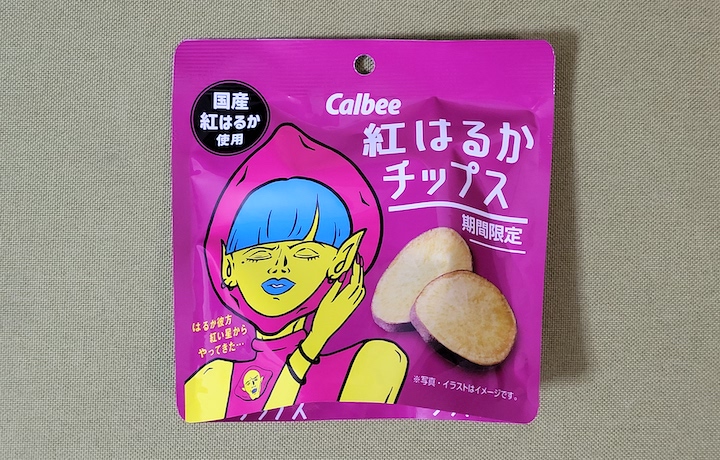 国産
紅はるか
使用
Calbee
紅はるか
チップス
期間限定
はるか彼方
紅い星から
やってきた…
※写真・イラストはイメージです。